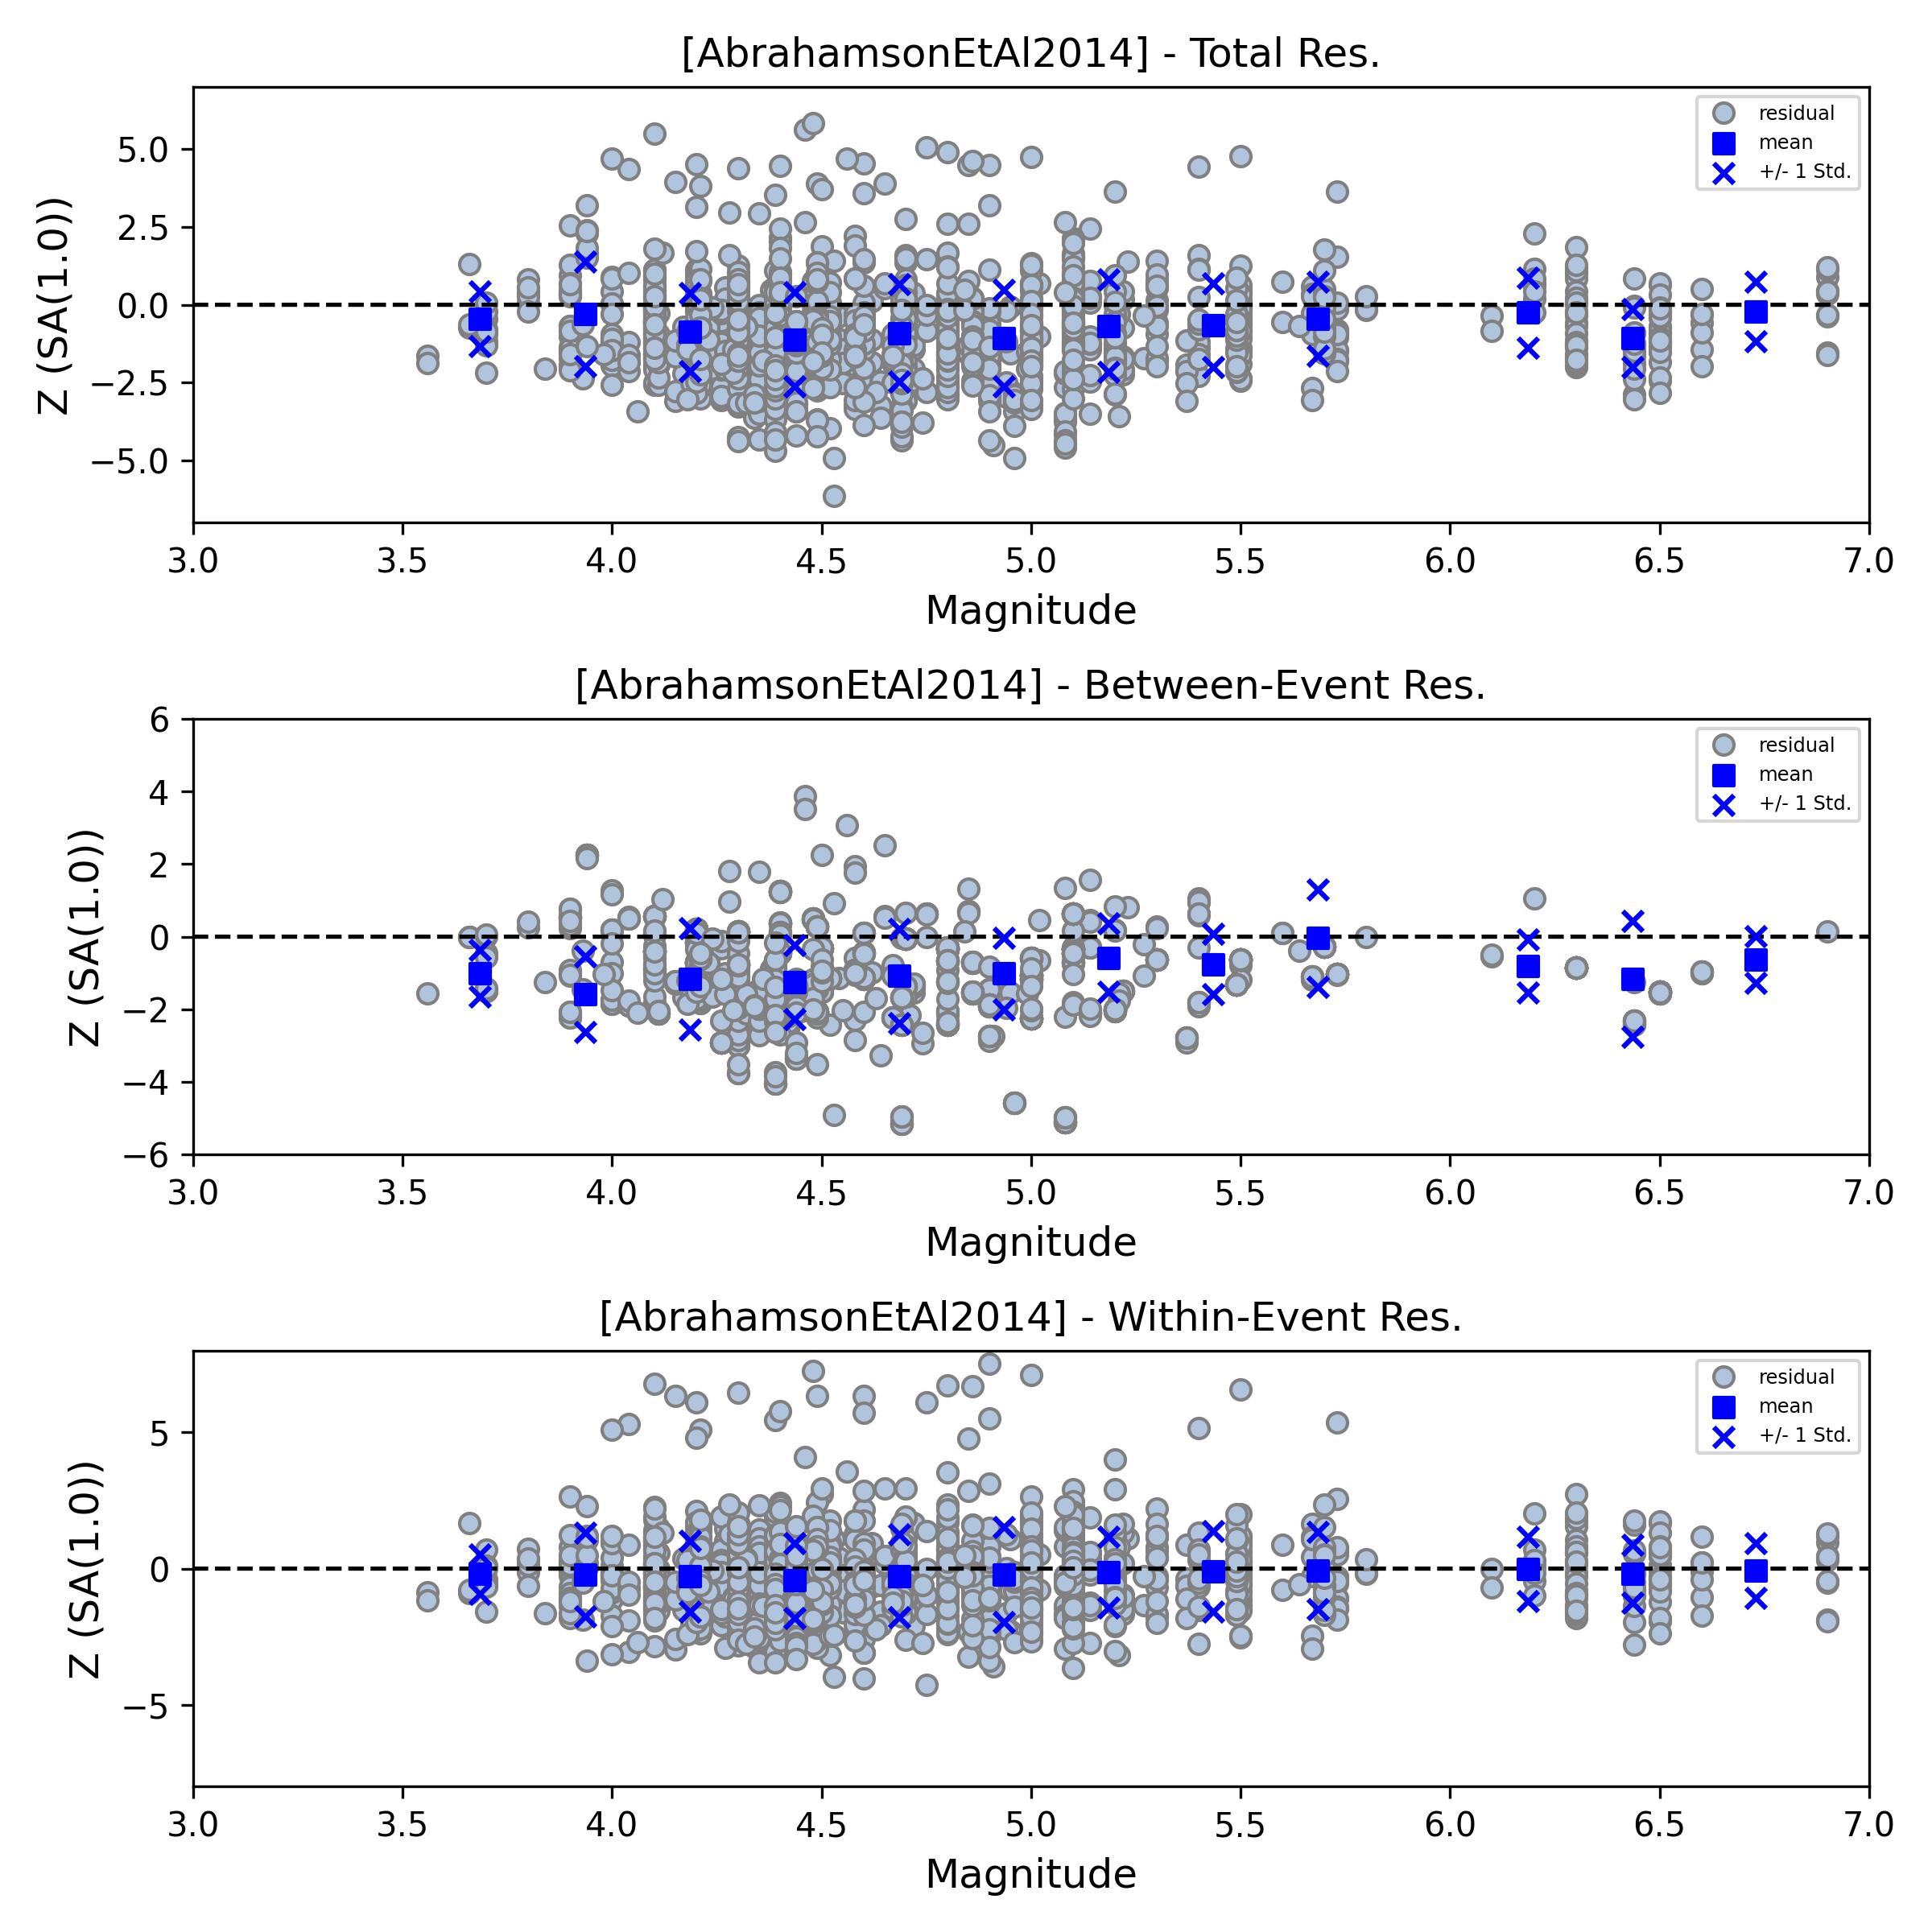 [AbrahamsonEtAl2014] - Total Res.
residual
mean
+/- 1 Std.
Z (SA(1.0))
5.0
2.5
0.0
−2.5
−5.0
3.0 3.5 4.0 4.5 5.0 5.5 6.0 6.5 7.0
Magnitude
[AbrahamsonEtAl2014] - Between-Event Res.
residual
mean
+/- 1 Std.
Z (SA(1.0))
6
4
2
0
−2
−4
−6
3.0 3.5 4.0 4.5 5.0 5.5 6.0 6.5 7.0
Magnitude
[AbrahamsonEtAl2014] - Within-Event Res.
residual
mean
+/- 1 Std.
Z (SA(1.0))
5
0
−5
3.0 3.5 4.0 4.5 5.0 5.5 6.0 6.5 7.0
Magnitude